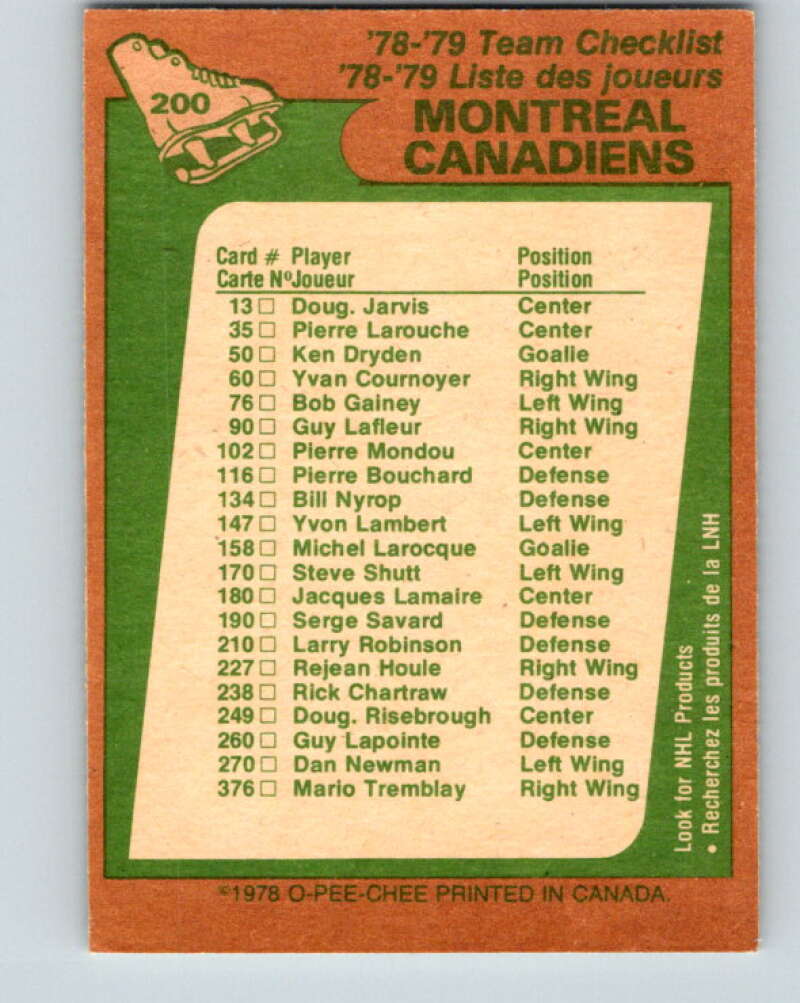 200
'78-'79 Team Checklist
'78-'79 Liste des joueurs
MONTREAL
CANADIENS
Card # Player Position
Carte NºJoueur Position
13 □ Doug. Jarvis Center
35 □ Pierre Larouche Center
50 □ Ken Dryden Goalie
60 □ Yvan Cournoyer Right Wing
76 □ Bob Gainey Left Wing
90 □ Guy Lafleur Right Wing
102 □ Pierre Mondou Center
116 □ Pierre Bouchard Defense
134 □ Bill Nyrop Defense
147 □ Yvon Lambert Left Wing
158 □ Michel Larocque Goalie
170 □ Steve Shutt Left Wing
180 □ Jacques Lamaire Center
190 □ Serge Savard Defense
210 □ Larry Robinson Defense
227 □ Rejean Houle Right Wing
238 □ Rick Chartraw Defense
249 □ Doug. Risebrough Center
260 □ Guy Lapointe Defense
270 □ Dan Newman Left Wing
376 □ Mario Tremblay Right Wing
Look for NHL Products
• Recherchez les produits de la LNH
©1978 O-PEE-CHEE PRINTED IN CANADA.